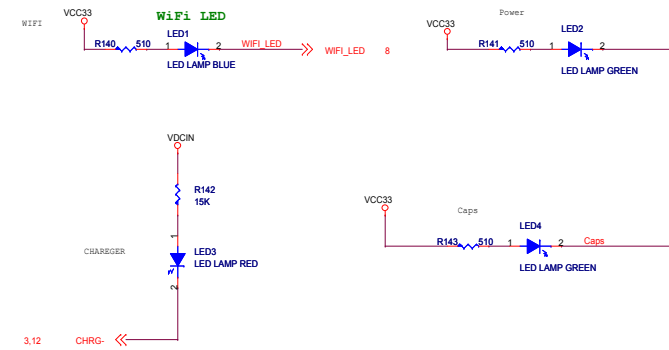 WIFI
VCC33
WiFi LED
R140
510
1
LED1
2
LED LAMP BLUE
WIFI_LED
WIFI_LED
8
Power
VCC33
R141
510
1
LED2
2
LED LAMP GREEN
VDCIN
R142
15K
CHAREGER
1
LED3
LED LAMP RED
2
3,12
CHRG-
VCC33
Caps
R143
510
1
LED4
2
Caps
LED LAMP GREEN